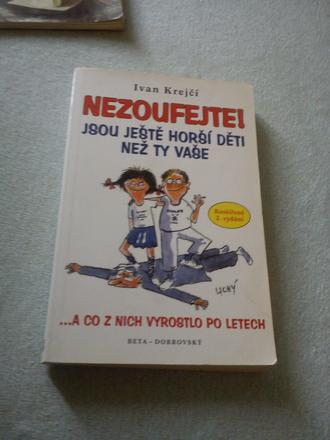 Ivan Krejčí
NEZOUFEJTE!
JSOU JEŠTĚ HORŠÍ DĚTI
NEŽ TY VAŠE
Rozšířené
2. vydání
UCHÝ
...A CO Z NICH VYROSTLO PO LETECH
BETA – DOBROVSKÝ